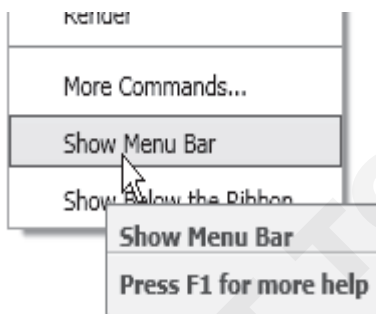 Render
More Commands...
Show Menu Bar
Show Below the Ribbon
Show Menu Bar
Press F1 for more help